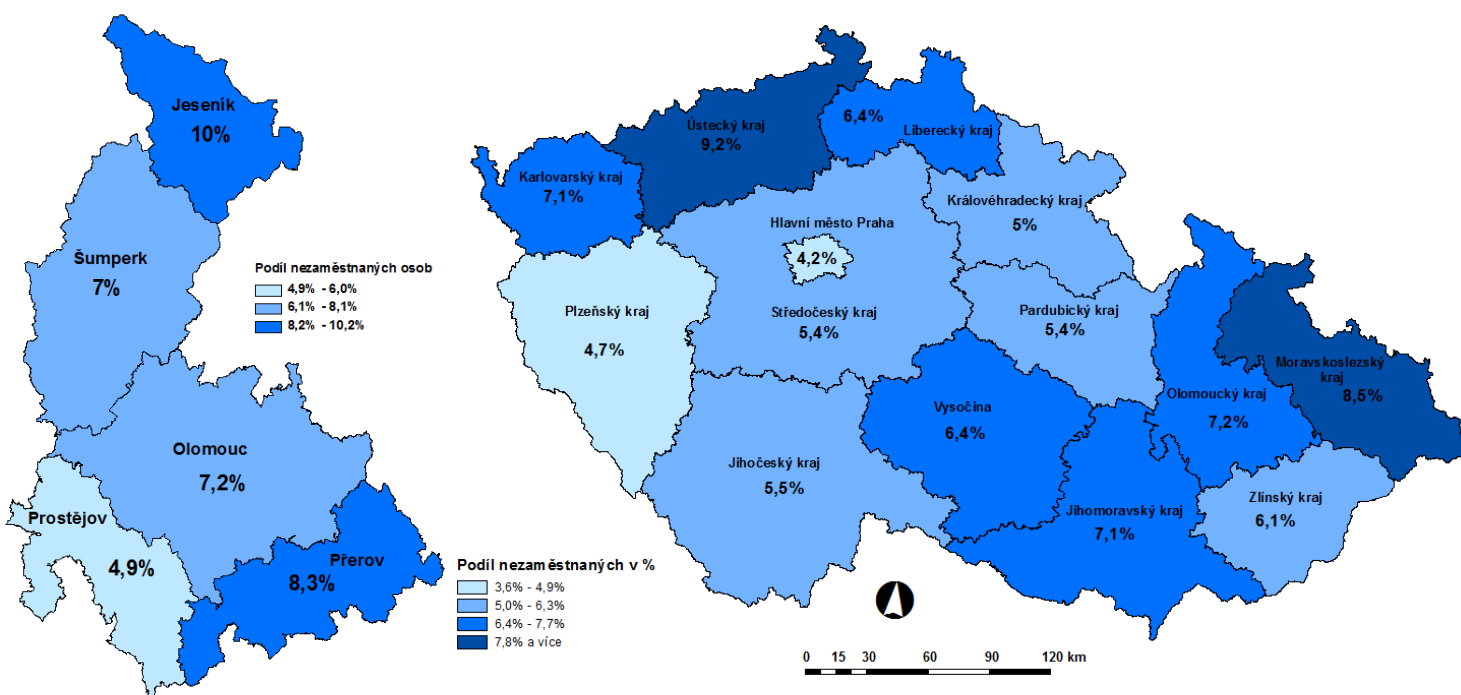 Jeseník
10%
Šumperk
7%
Podíl nezaměstnaných osob
4,9% - 6,0%
6,1% - 8,1%
8,2% - 10,2%
Olomouc
7,2%
Prostějov
4,9%
Přerov
8,3%
Ústecký kraj
9,2%
6,4%
Liberecký kraj
Karlovarský kraj
7,1%
Královéhradecký kraj
5%
Hlavní město Praha
4,2%
Plzeňský kraj
4,7%
Středočeský kraj
5,4%
Pardubický kraj
5,4%
Moravskoslezský
kraj
8,5%
Olomoucký kraj
7,2%
Vysočina
6,4%
Jihočeský kraj
5,5%
Jihomoravský kraj
7,1%
Zlínský kraj
6,1%
Podíl nezaměstnaných v %
3,6% - 4,9%
5,0% - 6,3%
6,4% - 7,7%
7,8% a více
0 15 30 60 90 120 km